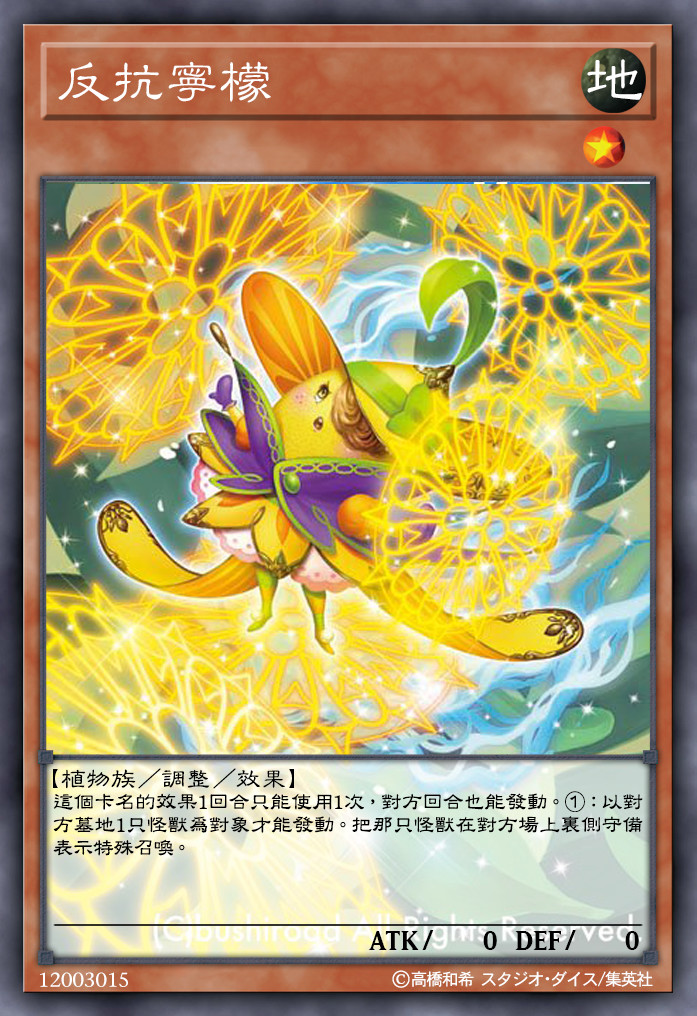 反抗寧檬
地
【植物族／調整／效果】
這個卡名的效果1回合只能使用1次，對方回合也能發動。①：以對
方墓地1只怪獸爲對象才能發動。把那只怪獸在對方場上裏側守備
表示特殊召喚。
(C)bushiroad All Rights Reserved
ATK/ 0 DEF/ 0
12003015 ©高橋和希 スタジオ・ダイス/集英社